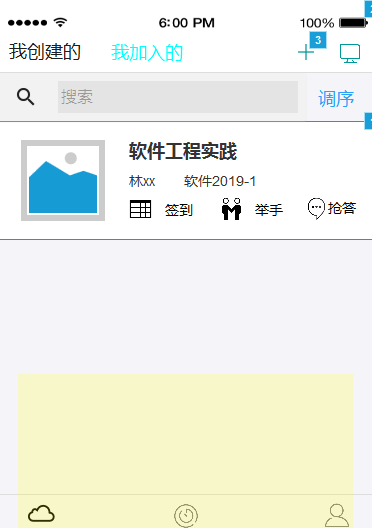 6:00 PM 100%
我创建的 我加入的 3
搜索 调序
软件工程实践
林xx 软件2019-1
签到 举手 抢答